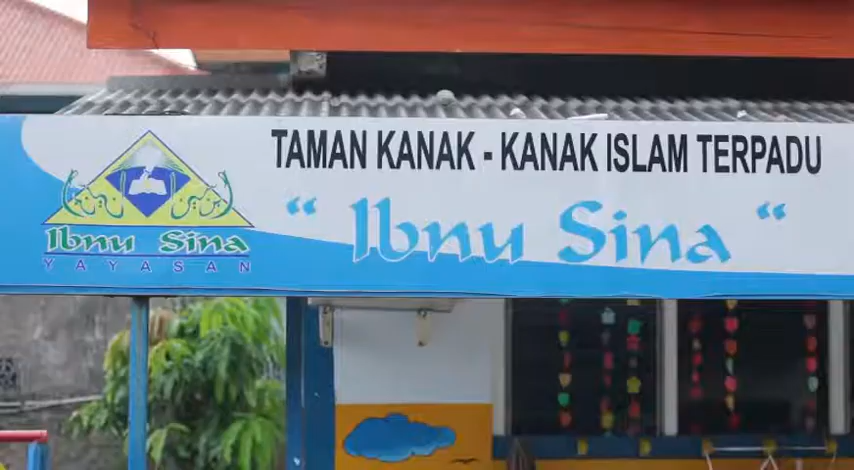 TAMAN KANAK - KANAK ISLAM TERPADU
“ Ibnu Sina ”
Ibnu Sina
YAYASAN